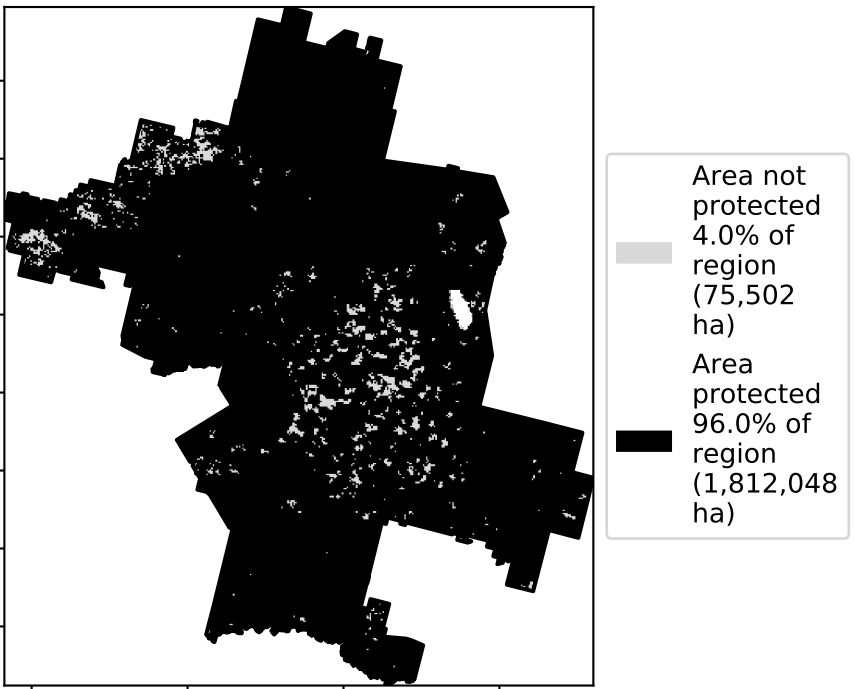 Area not
protected
4.0% of
region
(75,502
ha)
Area
protected
96.0% of
region
(1,812,048
ha)